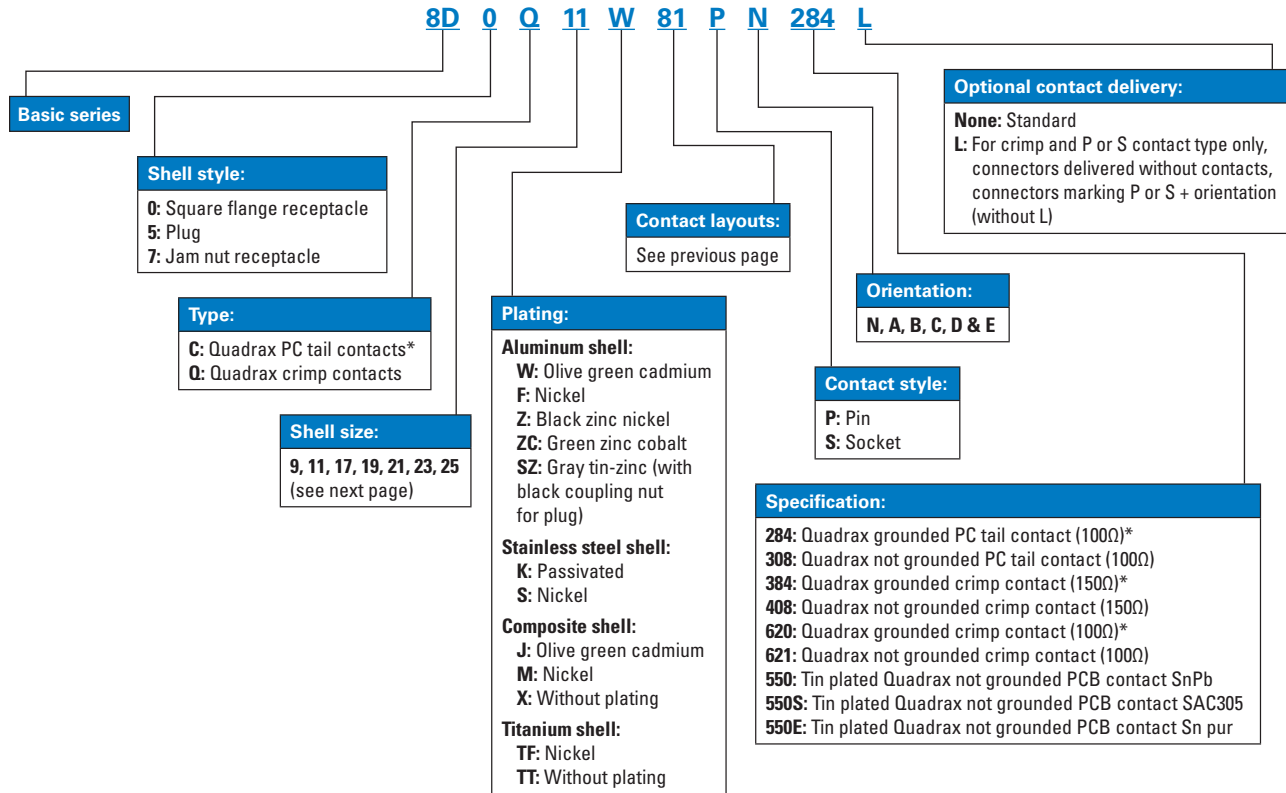 8D 0 Q 11 W 81 P N 284 L
Basic series
Shell style:
0: Square flange receptacle
5: Plug
7: Jam nut receptacle
Type:
C: Quadrax PC tail contacts*
Q: Quadrax crimp contacts
Shell size:
9, 11, 17, 19, 21, 23, 25
(see next page)
Plating:
Aluminum shell:
W: Olive green cadmium
F: Nickel
Z: Black zinc nickel
ZC: Green zinc cobalt
SZ: Gray tin-zinc (with
black coupling nut
for plug)
Stainless steel shell:
K: Passivated
S: Nickel
Composite shell:
J: Olive green cadmium
M: Nickel
X: Without plating
Titanium shell:
TF: Nickel
TT: Without plating
Contact layouts:
See previous page
Contact style:
P: Pin
S: Socket
Orientation:
N, A, B, C, D & E
Specification:
284: Quadrax grounded PC tail contact (100Ω)*
308: Quadrax not grounded PC tail contact (100Ω)
384: Quadrax grounded crimp contact (150Ω)*
408: Quadrax not grounded crimp contact (150Ω)
620: Quadrax grounded crimp contact (100Ω)*
621: Quadrax not grounded crimp contact (100Ω)
550: Tin plated Quadrax not grounded PCB contact SnPb
550S: Tin plated Quadrax not grounded PCB contact SAC305
550E: Tin plated Quadrax not grounded PCB contact Sn pur
Optional contact delivery:
None: Standard
L: For crimp and P or S contact type only,
connectors delivered without contacts,
connectors marking P or S + orientation
(without L)